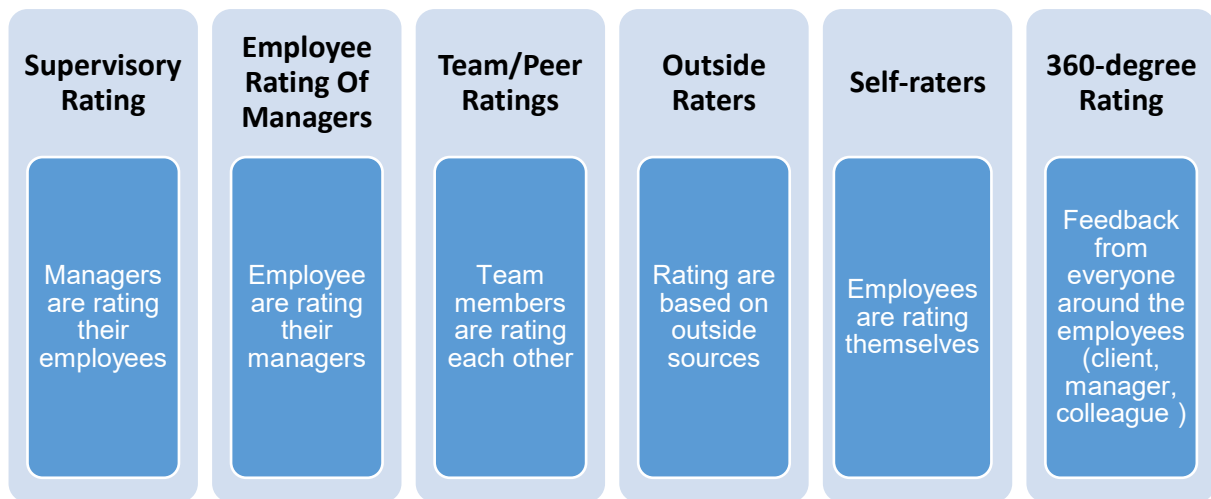 Supervisory
Rating
Managers
are rating
their
employees
Employee
Rating Of
Managers
Employee
are rating
their
managers
Team/Peer
Ratings
Team
members
are rating
each other
Outside
Raters
Rating are
based on
outside
sources
Self-raters
Employees
are rating
themselves
360-degree
Rating
Feedback
from
everyone
around the
employees
(client,
manager,
colleague )